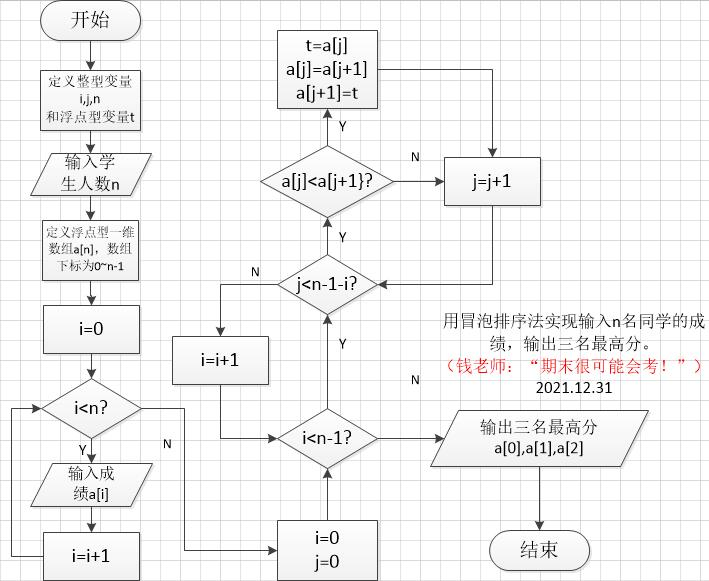 开始
定义整型变量
i,j,n
和浮点型变量t
输入学
生人数n
定义浮点型一维
数组a[n]，数组
下标为0~n-1
i=0
i<n?
Y
N
输入成
绩a[i]
i=i+1
t=a[j]
a[j]=a[j+1]
a[j+1]=t
Y
a[j]<a[j+1}?
N
j=j+1
Y
j<n-1-i?
N
i=i+1
Y
i<n-1?
N
i=0
j=0
用冒泡排序法实现输入n名同学的成
绩，输出三名最高分。
（钱老师：“期末很可能会考！”）
2021.12.31
输出三名最高分
a[0],a[1],a[2]
结束